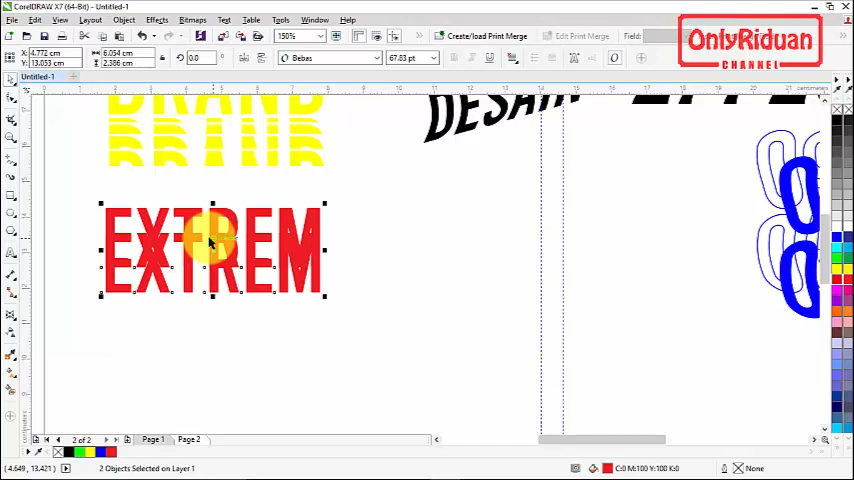 CorelDRAW X7 (64-Bit) - Untitled-1
File Edit View Layout Object Effects Bitmaps Text Table Tools Window Help
150% Create/load Print Merge Edit Print Merge Field:
OnlyRiduan
CHANNEL
X: 4.772 cm
Y: 13.053 cm
6.054 cm
2.386 cm
0.0
Bebas
67.83 pt
Untitled-1
centimeters
BRAND
BRAND
DESAIN
EXTREM
EXTREM
2 of 2 Page 1 Page 2
(4.649, 13.421) 2 Objects Selected on Layer 1 C:0 M:100 Y:100 K:0 None